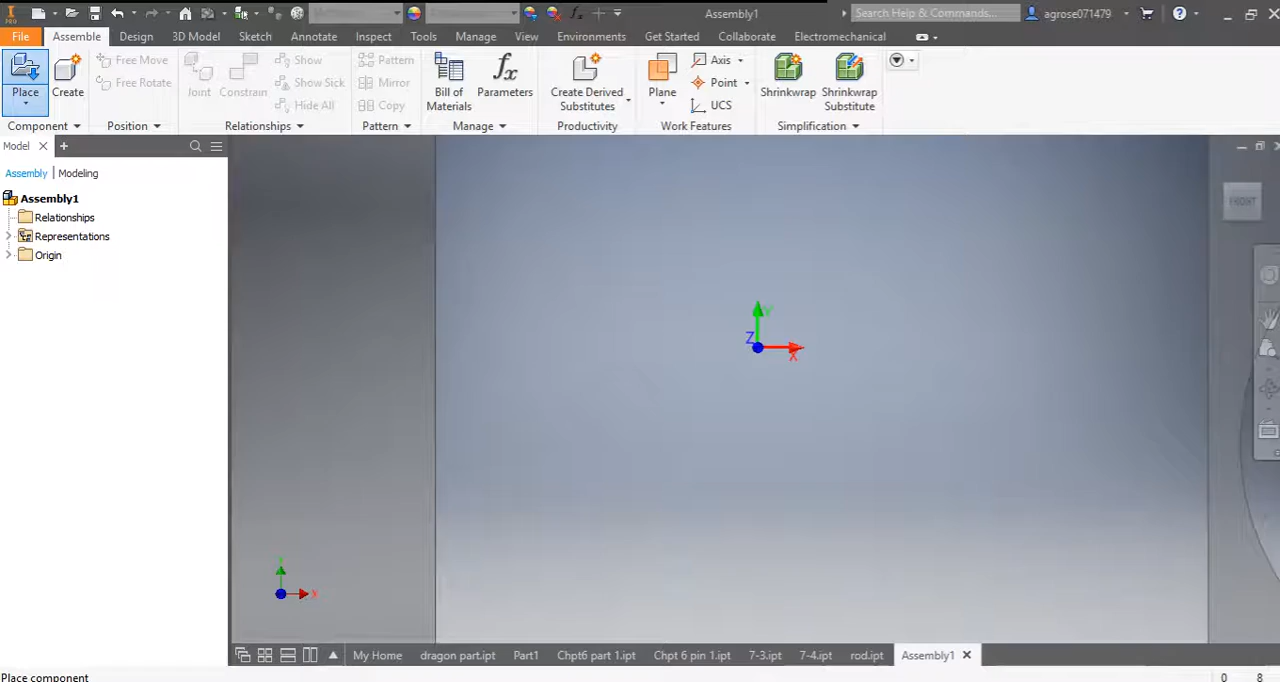 PRO
Assembly1
Search Help & Commands...
agrose071479
File Assemble Design 3D Model Sketch Annotate Inspect Tools Manage View Environments Get Started Collaborate Electromechanical
Place
Create
Free Move
Free Rotate
Joint
Constrain
Show
Show Sick
Hide All
Pattern
Mirror
Copy
Bill of
Materials
Parameters
Create Derived
Substitutes
Plane
Axis
Point
UCS
Shrinkwrap
Shrinkwrap
Substitute
Component Position Relationships Pattern Manage Productivity Work Features Simplification
Model
Assembly | Modeling
Assembly1
Relationships
Representations
Origin
FRONT
Y
Z
X
X
My Home dragon part.ipt Part1 Chpt6 part 1.ipt Chpt 6 pin 1.ipt 7-3.ipt 7-4.ipt rod.ipt Assembly1
Place component
0 8